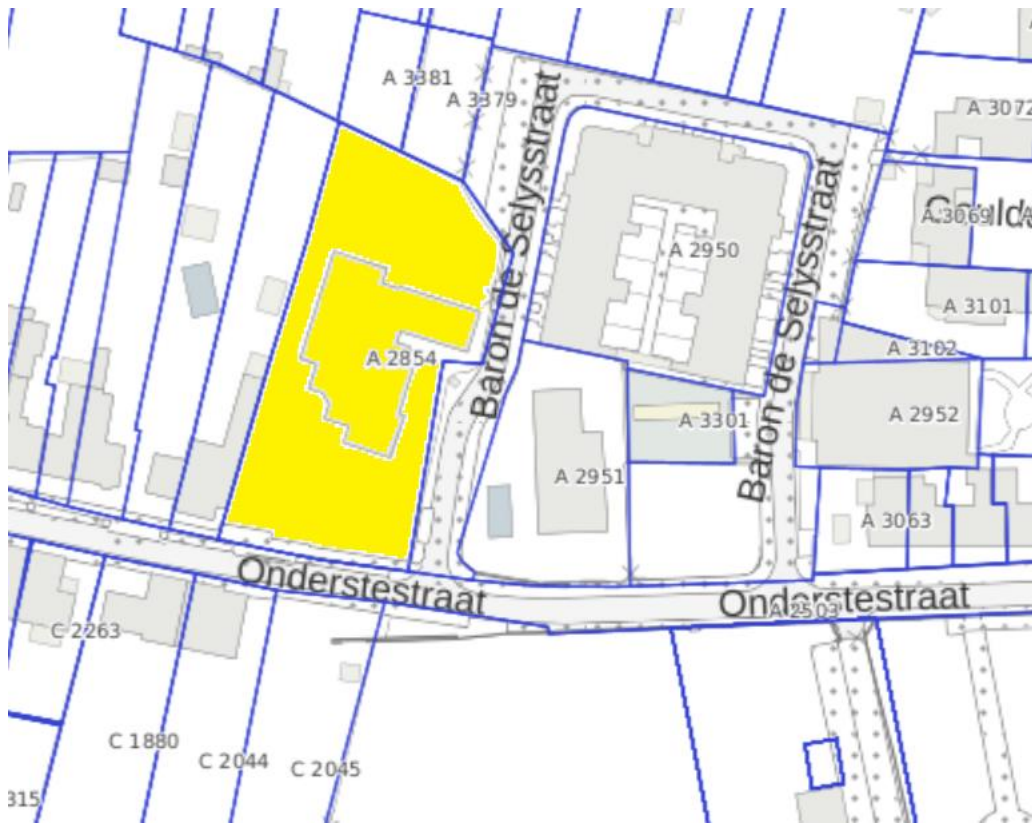 A 3381
A 3379
A 3072
Baron de Selysstraat
Baron de Selysstraat
A 3069
A 2950
A 3101
A 3102
A 2854
A 3301
A 2952
A 2951
A 3063
Onderstestraat
Onderstestraat
A 2503
C 2263
C 1880
C 2044
C 2045
315